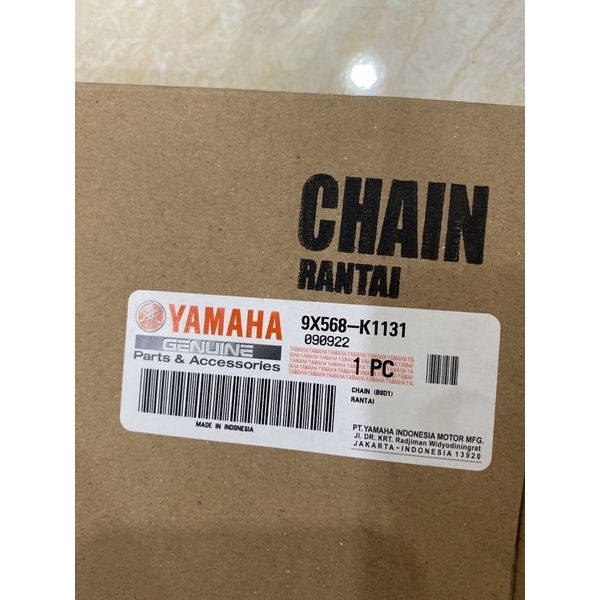 CHAIN
RANTAI
YAMAHA
GENUINE
Parts & Accessories
9X568-K1131
090922
1 PC
CHAIN (B8D1)
RANTAI
MADE IN INDONESIA
PT. YAMAHA INDONESIA MOTOR MFG.
Jl. DR. KRT. Radjiman Widyodiningrat
JAKARTA-INDONESIA 13920